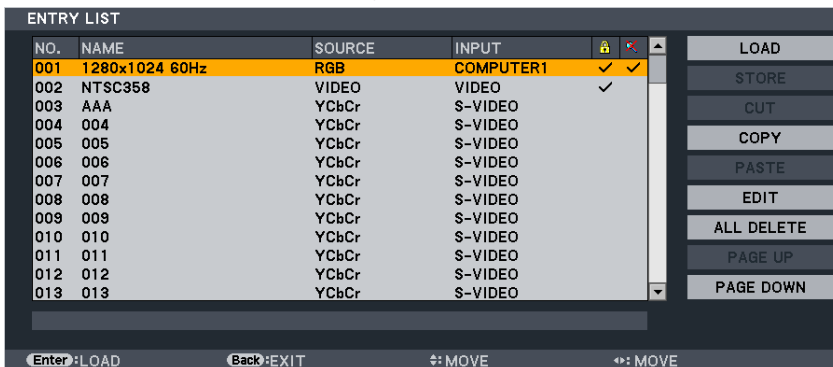 ENTRY LIST
NO. NAME SOURCE INPUT
001 1280x1024 60Hz RGB COMPUTER1
002 NTSC358 VIDEO VIDEO
003 AAA YCbCr S-VIDEO
004 004 YCbCr S-VIDEO
005 005 YCbCr S-VIDEO
006 006 YCbCr S-VIDEO
007 007 YCbCr S-VIDEO
008 008 YCbCr S-VIDEO
009 009 YCbCr S-VIDEO
010 010 YCbCr S-VIDEO
011 011 YCbCr S-VIDEO
012 012 YCbCr S-VIDEO
013 013 YCbCr S-VIDEO
LOAD
STORE
CUT
COPY
PASTE
EDIT
ALL DELETE
PAGE UP
PAGE DOWN
Enter:LOAD Back:EXIT :MOVE :MOVE